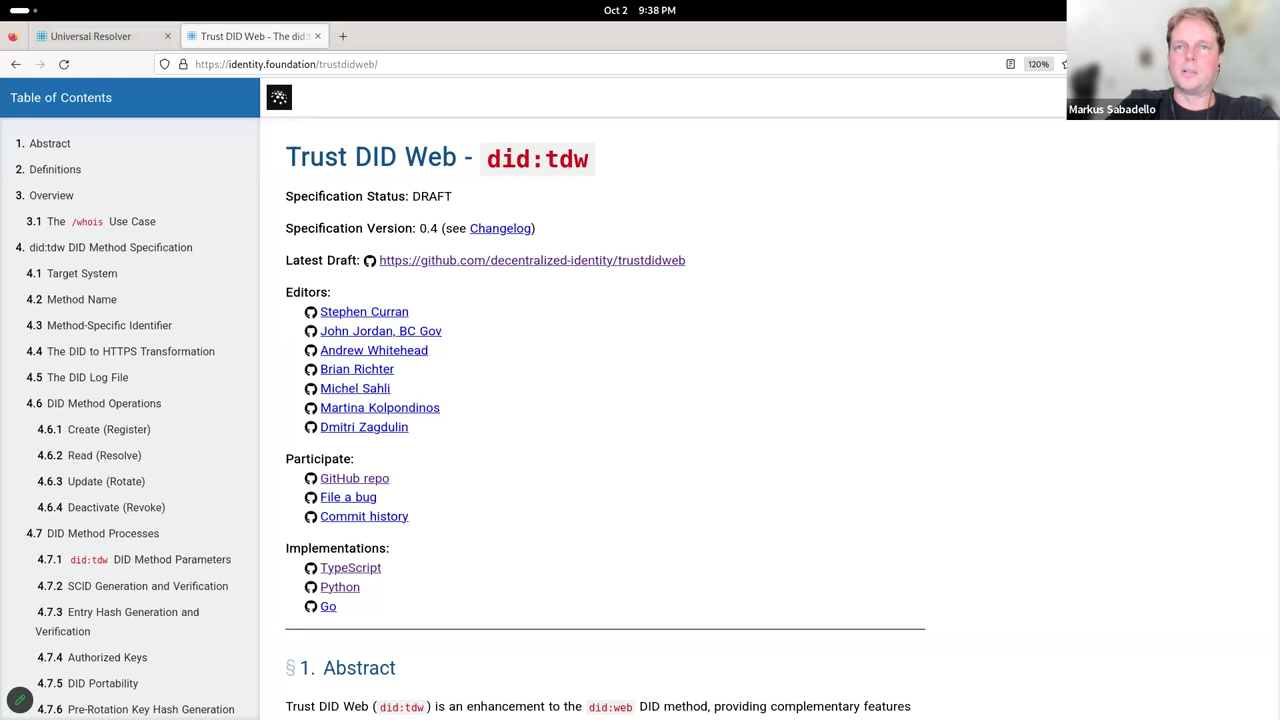 Oct 2 9:38 PM
Universal Resolver
Trust DID Web - The did:t
https://identity.foundation/trustdidweb/
120%
Markus Sabadello
Table of Contents
1. Abstract
2. Definitions
3. Overview
3.1 The /whois Use Case
4. did:tdw DID Method Specification
4.1 Target System
4.2 Method Name
4.3 Method-Specific Identifier
4.4 The DID to HTTPS Transformation
4.5 The DID Log File
4.6 DID Method Operations
4.6.1 Create (Register)
4.6.2 Read (Resolve)
4.6.3 Update (Rotate)
4.6.4 Deactivate (Revoke)
4.7 DID Method Processes
4.7.1 did:tdw DID Method Parameters
4.7.2 SCID Generation and Verification
4.7.3 Entry Hash Generation and
Verification
4.7.4 Authorized Keys
4.7.5 DID Portability
4.7.6 Pre-Rotation Key Hash Generation
Trust DID Web - did:tdw
Specification Status: DRAFT
Specification Version: 0.4 (see Changelog)
Latest Draft: https://github.com/decentralized-identity/trustdidweb
Editors:
Stephen Curran
John Jordan, BC Gov
Andrew Whitehead
Brian Richter
Michel Sahli
Martina Kolpondinos
Dmitri Zagdulin
Participate:
GitHub repo
File a bug
Commit history
Implementations:
TypeScript
Python
Go
§ 1. Abstract
Trust DID Web (did:tdw) is an enhancement to the did:web DID method, providing complementary features